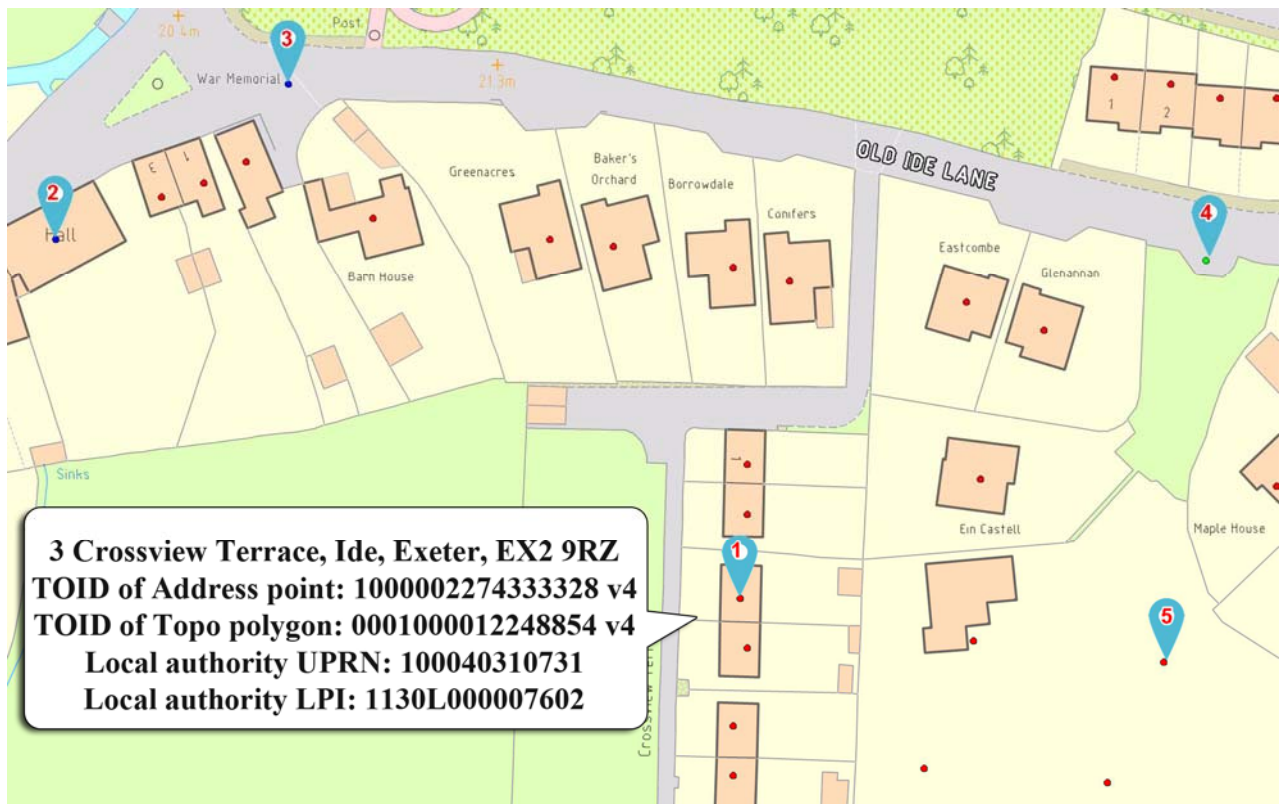 Post
20.4m
3
War Memorial
21.3m
1
2
OLD IDE LANE
2
Hall
3
1
Greenacres
Baker's
Orchard
Borrowdale
Conifers
4
Barn House
Eastcombe
Glenannan
1
Sinks
Ein Castell
Maple House
3 Crossview Terrace, Ide, Exeter, EX2 9RZ
TOID of Address point: 1000002274333328 v4
TOID of Topo polygon: 0001000012248854 v4
Local authority UPRN: 100040310731
Local authority LPI: 1130L000007602
1
5